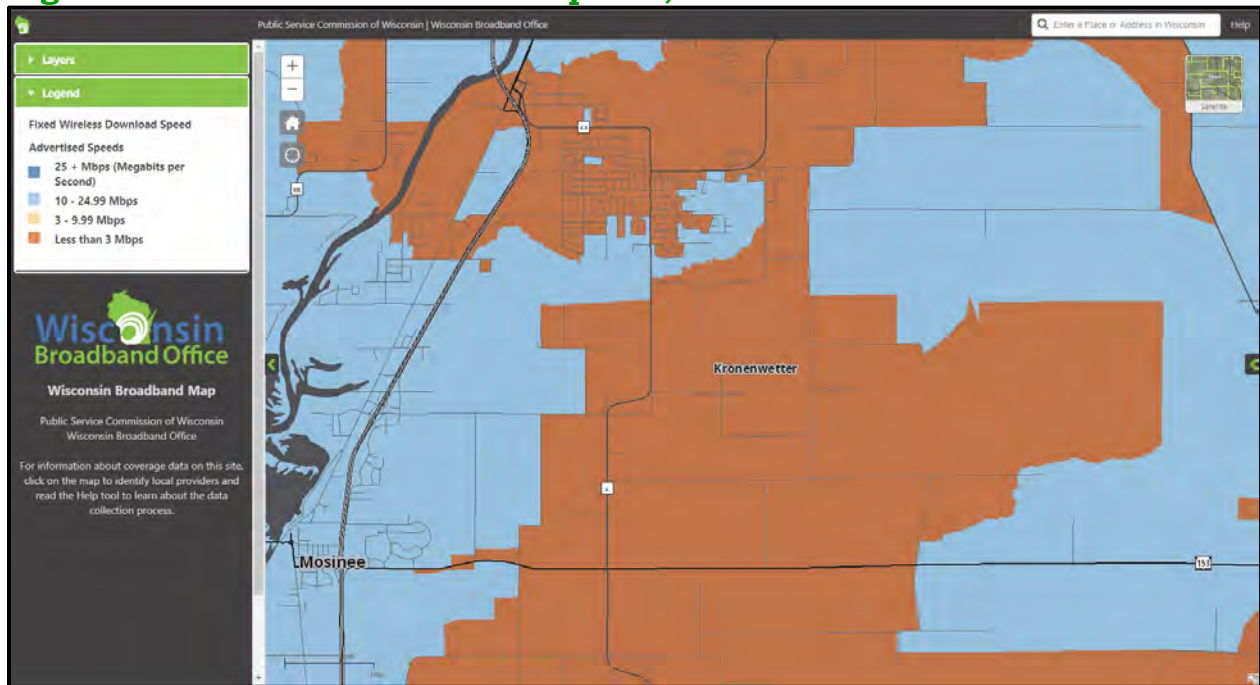 Public Service Commission of Wisconsin | Wisconsin Broadband Office
Enter a Place or Address in Wisconsin
Help
Layers
Legend
Fixed Wireless Download Speed
Advertised Speeds
25 + Mbps (Megabits per
Second)
10 - 24.99 Mbps
3 - 9.99 Mbps
Less than 3 Mbps
Wisconsin
Broadband Office
Wisconsin Broadband Map
Public Service Commission of Wisconsin
Wisconsin Broadband Office
For information about coverage data on this site,
click on the map to identify local providers and
read the Help tool to learn about the data
collection process.
+
−
Satellite
XX
Kronenwetter
X
Mosinee
153